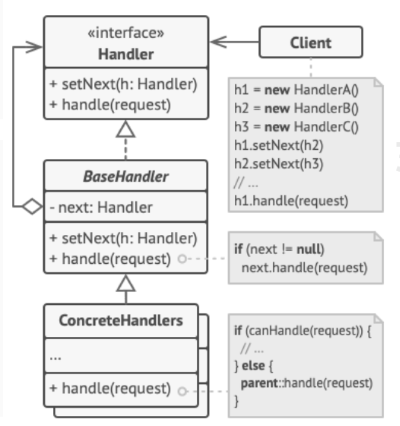 «interface»
Handler
+ setNext(h: Handler)
+ handle(request)
Client
h1 = new HandlerA()
h2 = new HandlerB()
h3 = new HandlerC()
h1.setNext(h2)
h2.setNext(h3)
// ...
h1.handle(request)
BaseHandler
- next: Handler
+ setNext(h: Handler)
+ handle(request)
if (next != null)
next.handle(request)
ConcreteHandlers
...
+ handle(request)
if (canHandle(request)) {
// ...
} else {
parent::handle(request)
}